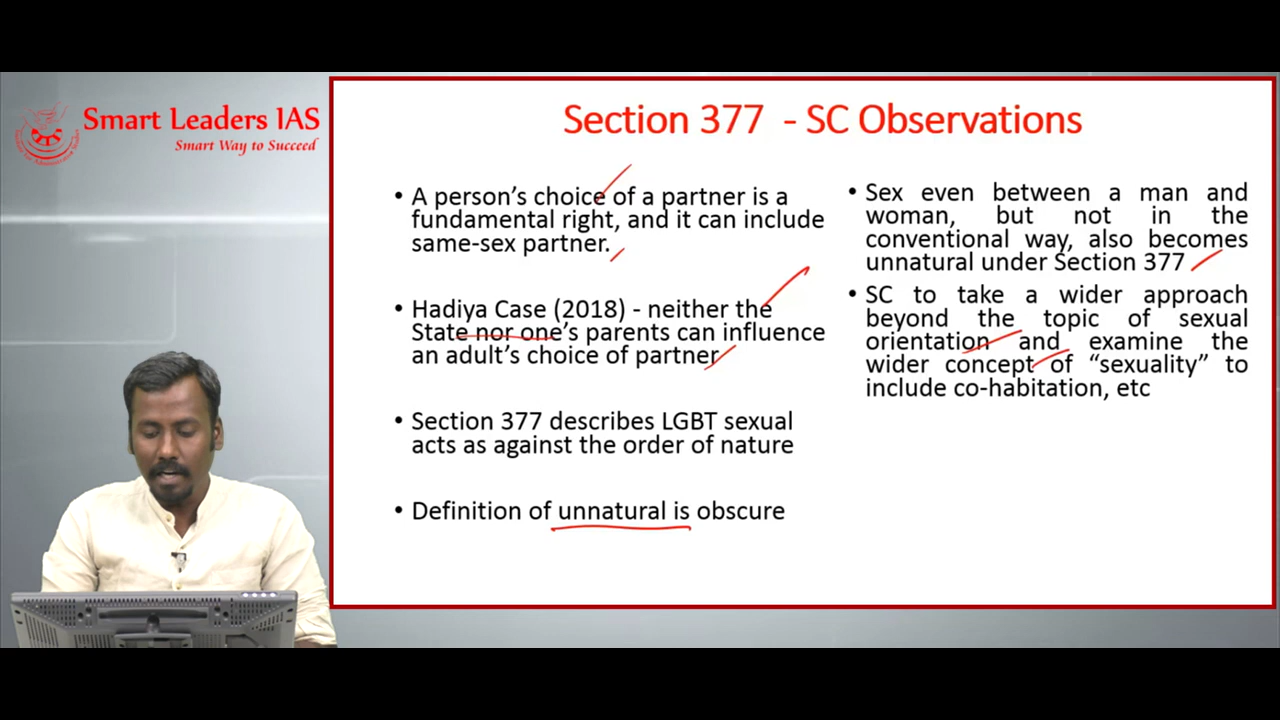 Smart Leaders IAS
Smart Way to Succeed
Section 377 - SC Observations
• A person's choice of a partner is a
fundamental right, and it can include
same-sex partner.
• Hadiya Case (2018) - neither the
State nor one's parents can influence
an adult's choice of partner
• Section 377 describes LGBT sexual
acts as against the order of nature
• Definition of unnatural is obscure
• Sex even between a man and
woman, but not in the
conventional way, also becomes
unnatural under Section 377
• SC to take a wider approach
beyond the topic of sexual
orientation and examine the
wider concept of “sexuality” to
include co-habitation, etc